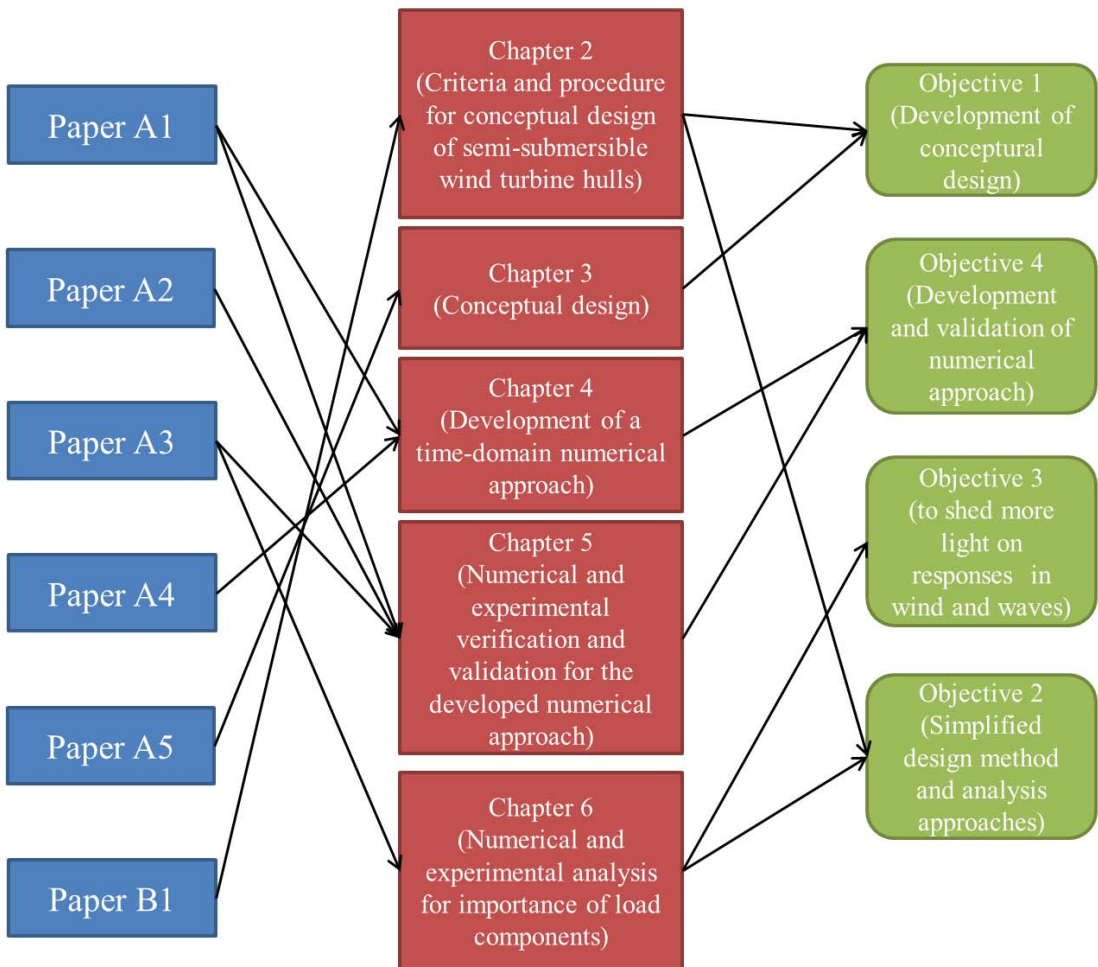 Paper A1
Paper A2
Paper A3
Paper A4
Paper A5
Paper B1
Chapter 2
(Criteria and procedure
for conceptual design
of semi-submersible
wind turbine hulls)
Chapter 3
(Conceptual design)
Chapter 4
(Development of a
time-domain numerical
approach)
Chapter 5
(Numerical and
experimental
verification and
validation for the
developed numerical
approach)
Chapter 6
(Numerical and
experimental analysis
for importance of load
components)
Objective 1
(Development of
conceptural
design)
Objective 4
(Development
and validation of
numerical
approach)
Objective 3
(to shed more
light on
responses in
wind and waves)
Objective 2
(Simplified
design method
and analysis
approaches)